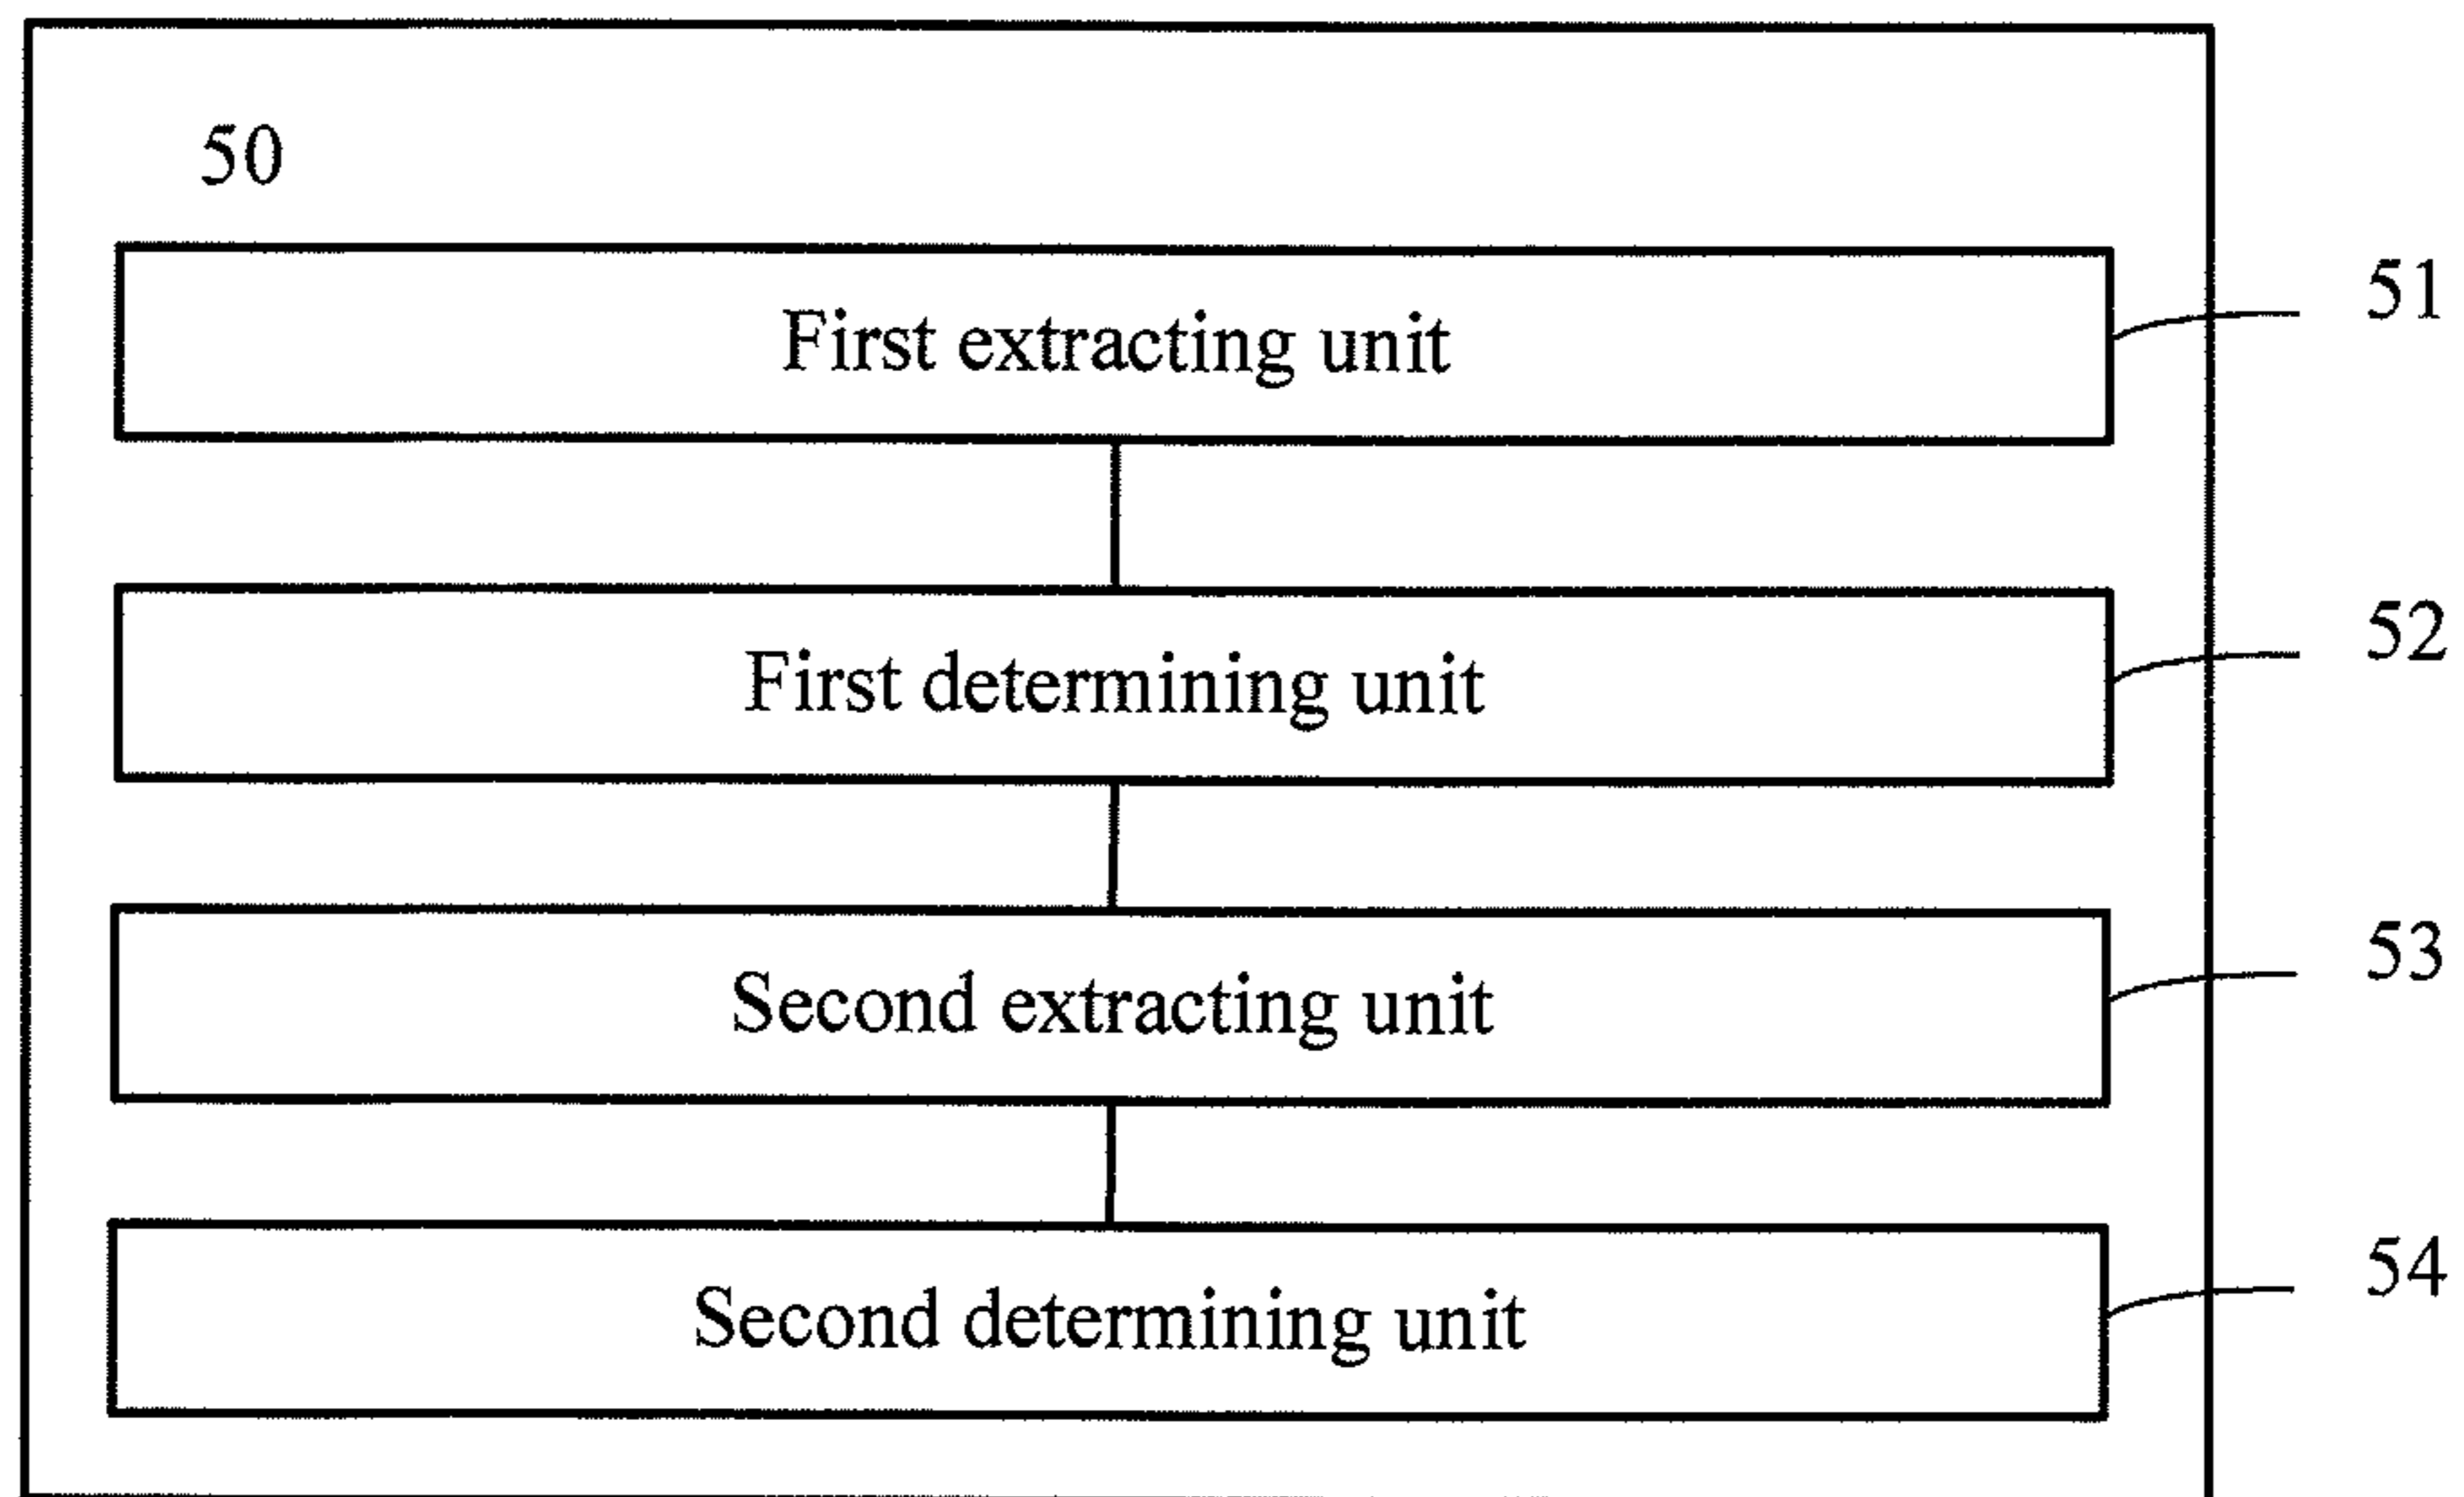 50
First extracting unit
51
First determining unit
52
Second extracting unit
53
Second determining unit
54